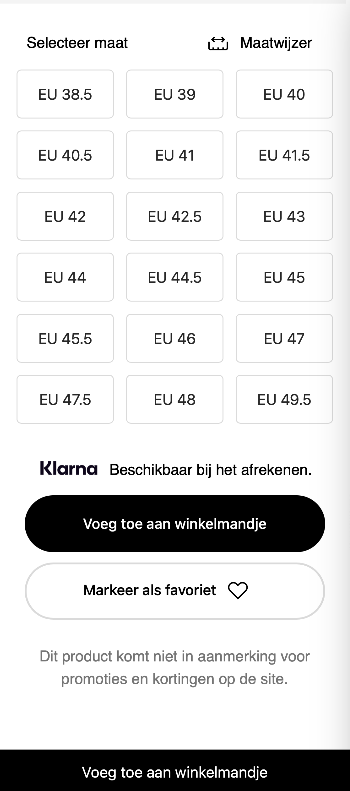 Selecteer maat Maatwijzer
EU 38.5 EU 39 EU 40
EU 40.5 EU 41 EU 41.5
EU 42 EU 42.5 EU 43
EU 44 EU 44.5 EU 45
EU 45.5 EU 46 EU 47
EU 47.5 EU 48 EU 49.5
Klarna Beschikbaar bij het afrekenen.
Voeg toe aan winkelmandje
Markeer als favoriet
Dit product komt niet in aanmerking voor
promoties en kortingen op de site.
Voeg toe aan winkelmandje